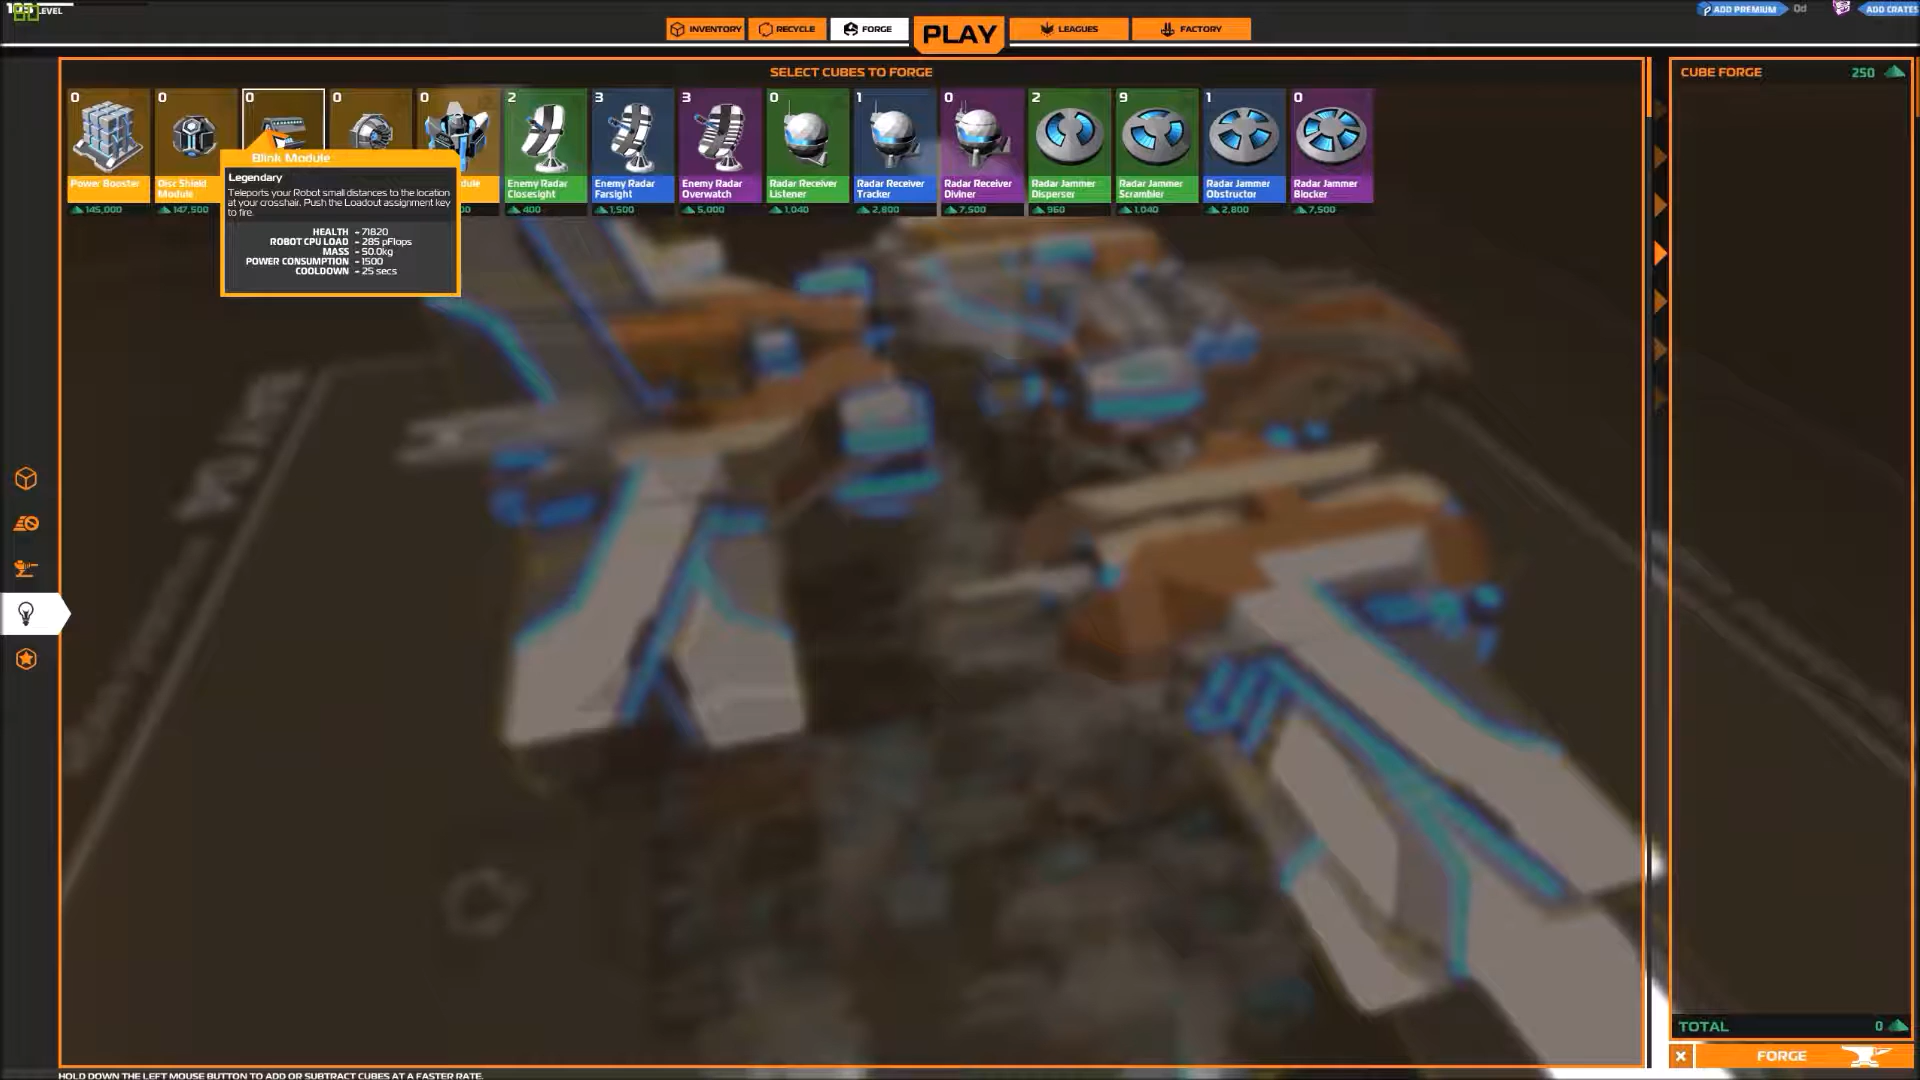 LEVEL
INVENTORY
RECYCLE
FORGE
PLAY
LEAGUES
FACTORY
ADD PREMIUM
0d
ADD CRATES
SELECT CUBES TO FORGE
CUBE FORGE
250
0
0
0
0
0
2
3
3
0
1
0
2
9
1
0
Power Booster
Disc Shield Module
Enemy Radar Closesight
Enemy Radar Farsight
Enemy Radar Overwatch
Radar Receiver Listener
Radar Receiver Tracker
Radar Receiver Diviner
Radar Jammer Disperser
Radar Jammer Scrambler
Radar Jammer Obstructor
Radar Jammer Blocker
145,000
147,500
400
1,500
5,000
1,040
2,800
7,500
960
1,040
2,800
7,500
Blink Module
Legendary
Teleports your Robot small distances to the location
at your crosshair. Push the Loadout assignment key
to fire.
HEALTH - 71820
ROBOT CPU LOAD - 285 pFlops
MASS - 50.0kg
POWER CONSUMPTION - 1500
COOLDOWN - 25 secs
TOTAL
0
FORGE
HOLD DOWN THE LEFT MOUSE BUTTON TO ADD OR SUBTRACT CUBES AT A FASTER RATE.